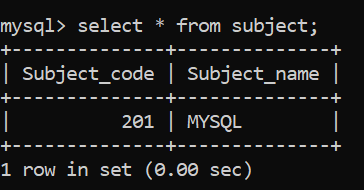 mysql> select * from subject;
+--------------+--------------+
| Subject_code | Subject_name |
+--------------+--------------+
|          201 | MYSQL        |
+--------------+--------------+
1 row in set (0.00 sec)